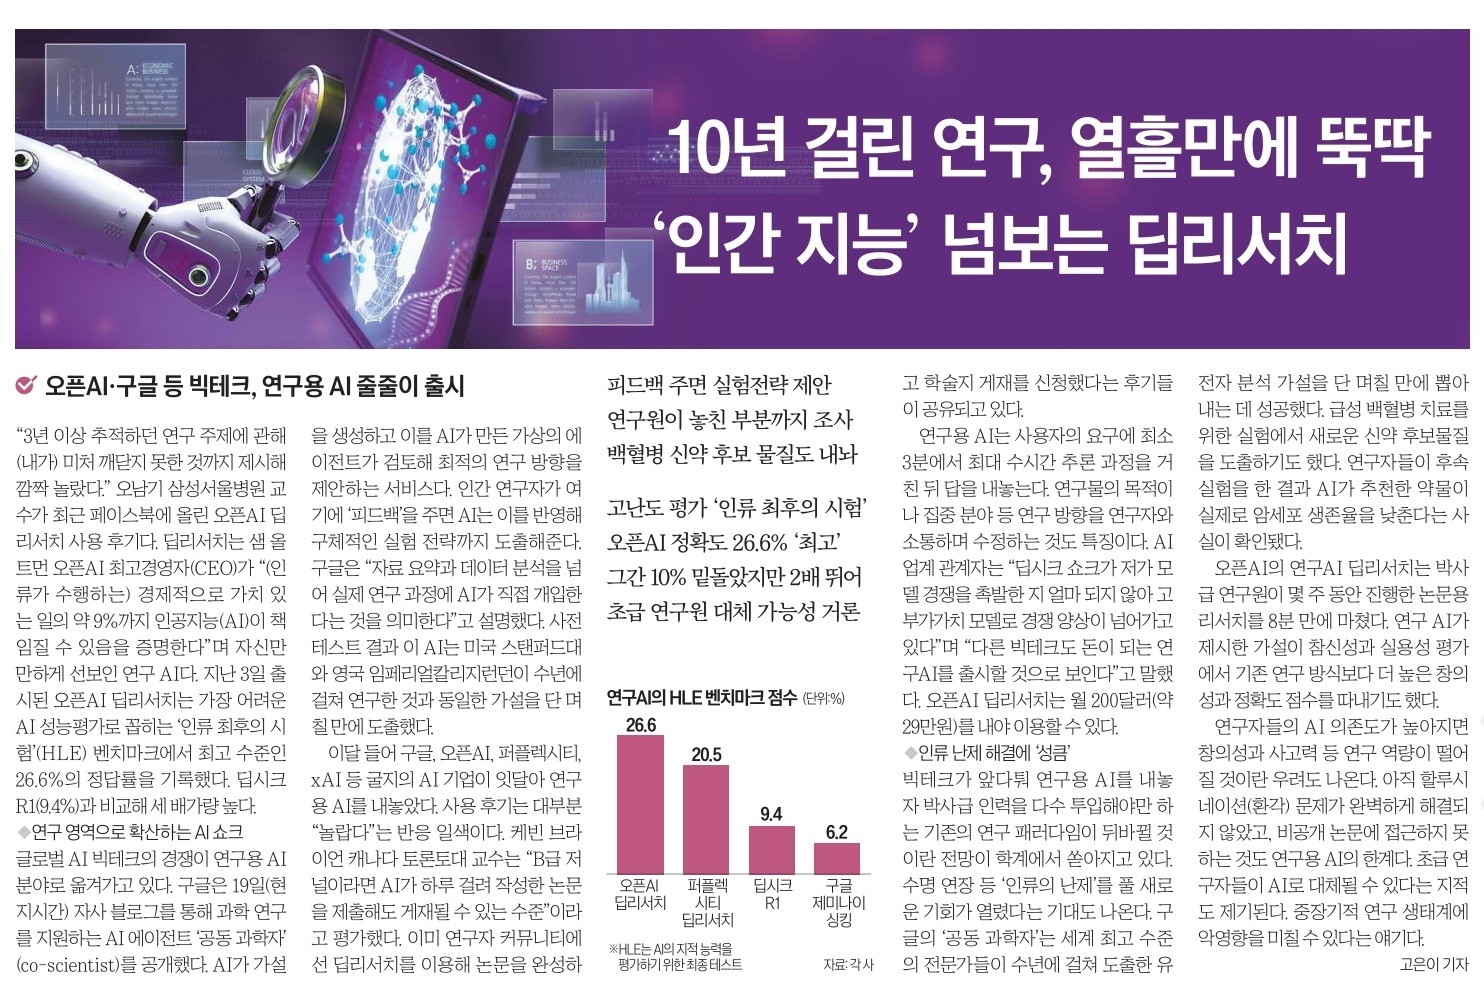 A: ECONOMIC
BUSINESS
CLOUD
SYSTEM
B: BUSINESS
SPACE
10년 걸린 연구, 열흘만에 뚝딱
‘인간 지능’ 넘보는 딥리서치
오픈AI·구글 등 빅테크, 연구용 AI 줄줄이 출시
“3년 이상 추적하던 연구 주제에 관해
(내가) 미처 깨닫지 못한 것까지 제시해
깜짝 놀랐다.” 오남기 삼성서울병원 교
수가 최근 페이스북에 올린 오픈AI 딥
리서치 사용 후기다. 딥리서치는 샘 올
트먼 오픈AI 최고경영자(CEO)가 “(인
류가 수행하는) 경제적으로 가치 있
는 일의 약 9%까지 인공지능(AI)이 책
임질 수 있음을 증명한다”며 자신만
만하게 선보인 연구 AI다. 지난 3일 출
시된 오픈AI 딥리서치는 가장 어려운
AI 성능평가로 꼽히는 ‘인류 최후의 시
험’(HLE) 벤치마크에서 최고 수준인
26.6%의 정답률을 기록했다. 딥시크
R1(9.4%)과 비교해 세 배가량 높다.
◆연구 영역으로 확산하는 AI 쇼크
글로벌 AI 빅테크의 경쟁이 연구용 AI
분야로 옮겨가고 있다. 구글은 19일(현
지시간) 자사 블로그를 통해 과학 연구
를 지원하는 AI 에이전트 ‘공동 과학자’
(co-scientist)를 공개했다. AI가 가설
을 생성하고 이를 AI가 만든 가상의 에
이전트가 검토해 최적의 연구 방향을
제안하는 서비스다. 인간 연구자가 여
기에 ‘피드백’을 주면 AI는 이를 반영해
구체적인 실험 전략까지 도출해준다.
구글은 “자료 요약과 데이터 분석을 넘
어 실제 연구 과정에 AI가 직접 개입한
다는 것을 의미한다”고 설명했다. 사전
테스트 결과 이 AI는 미국 스탠퍼드대
와 영국 임페리얼칼리지런던이 수년에
걸쳐 연구한 것과 동일한 가설을 단 며
칠 만에 도출했다.
이달 들어 구글, 오픈AI, 퍼플렉시티,
xAI 등 굴지의 AI 기업이 잇달아 연구
용 AI를 내놓았다. 사용 후기는 대부분
“놀랍다”는 반응 일색이다. 케빈 브라
이언 캐나다 토론토대 교수는 “B급 저
널이라면 AI가 하루 걸려 작성한 논문
을 제출해도 게재될 수 있는 수준”이라
고 평가했다. 이미 연구자 커뮤니티에
선 딥리서치를 이용해 논문을 완성하
피드백 주면 실험전략 제안
연구원이 놓친 부분까지 조사
백혈병 신약 후보 물질도 내놔
고난도 평가 ‘인류 최후의 시험’
오픈AI 정확도 26.6% ‘최고’
그간 10% 밑돌았지만 2배 뛰어
초급 연구원 대체 가능성 거론
연구AI의 HLE 벤치마크 점수 (단위:%)
26.6
20.5
9.4
6.2
오픈AI
딥리서치
퍼플렉
시티
딥리서치
딥시크
R1
구글
제미나이
싱킹
※HLE는 AI의 지적 능력을
평가하기 위한 최종 테스트
자료: 각 사
고 학술지 게재를 신청했다는 후기들
이 공유되고 있다.
연구용 AI는 사용자의 요구에 최소
3분에서 최대 수시간 추론 과정을 거
친 뒤 답을 내놓는다. 연구물의 목적이
나 집중 분야 등 연구 방향을 연구자와
소통하며 수정하는 것도 특징이다. AI
업계 관계자는 “딥시크 쇼크가 저가 모
델 경쟁을 촉발한 지 얼마 되지 않아 고
부가가치 모델로 경쟁 양상이 넘어가고
있다”며 “다른 빅테크도 돈이 되는 연
구AI를 출시할 것으로 보인다”고 말했
다. 오픈AI 딥리서치는 월 200달러(약
29만원)를 내야 이용할 수 있다.
◆인류 난제 해결에 ‘성큼’
빅테크가 앞다퉈 연구용 AI를 내놓
자 박사급 인력을 다수 투입해야만 하
는 기존의 연구 패러다임이 뒤바뀔 것
이란 전망이 학계에서 쏟아지고 있다.
수명 연장 등 ‘인류의 난제’를 풀 새로
운 기회가 열렸다는 기대도 나온다. 구
글의 ‘공동 과학자’는 세계 최고 수준
의 전문가들이 수년에 걸쳐 도출한 유
전자 분석 가설을 단 며칠 만에 뽑아
내는 데 성공했다. 급성 백혈병 치료를
위한 실험에서 새로운 신약 후보물질
을 도출하기도 했다. 연구자들이 후속
실험을 한 결과 AI가 추천한 약물이
실제로 암세포 생존율을 낮춘다는 사
실이 확인됐다.
오픈AI의 연구AI 딥리서치는 박사
급 연구원이 몇 주 동안 진행한 논문용
리서치를 8분 만에 마쳤다. 연구 AI가
제시한 가설이 참신성과 실용성 평가
에서 기존 연구 방식보다 더 높은 창의
성과 정확도 점수를 따내기도 했다.
연구자들의 AI 의존도가 높아지면
창의성과 사고력 등 연구 역량이 떨어
질 것이란 우려도 나온다. 아직 할루시
네이션(환각) 문제가 완벽하게 해결되
지 않았고, 비공개 논문에 접근하지 못
하는 것도 연구용 AI의 한계다. 초급 연
구자들이 AI로 대체될 수 있다는 지적
도 제기된다. 중장기적 연구 생태계에
악영향을 미칠 수 있다는 얘기다.
고은이 기자